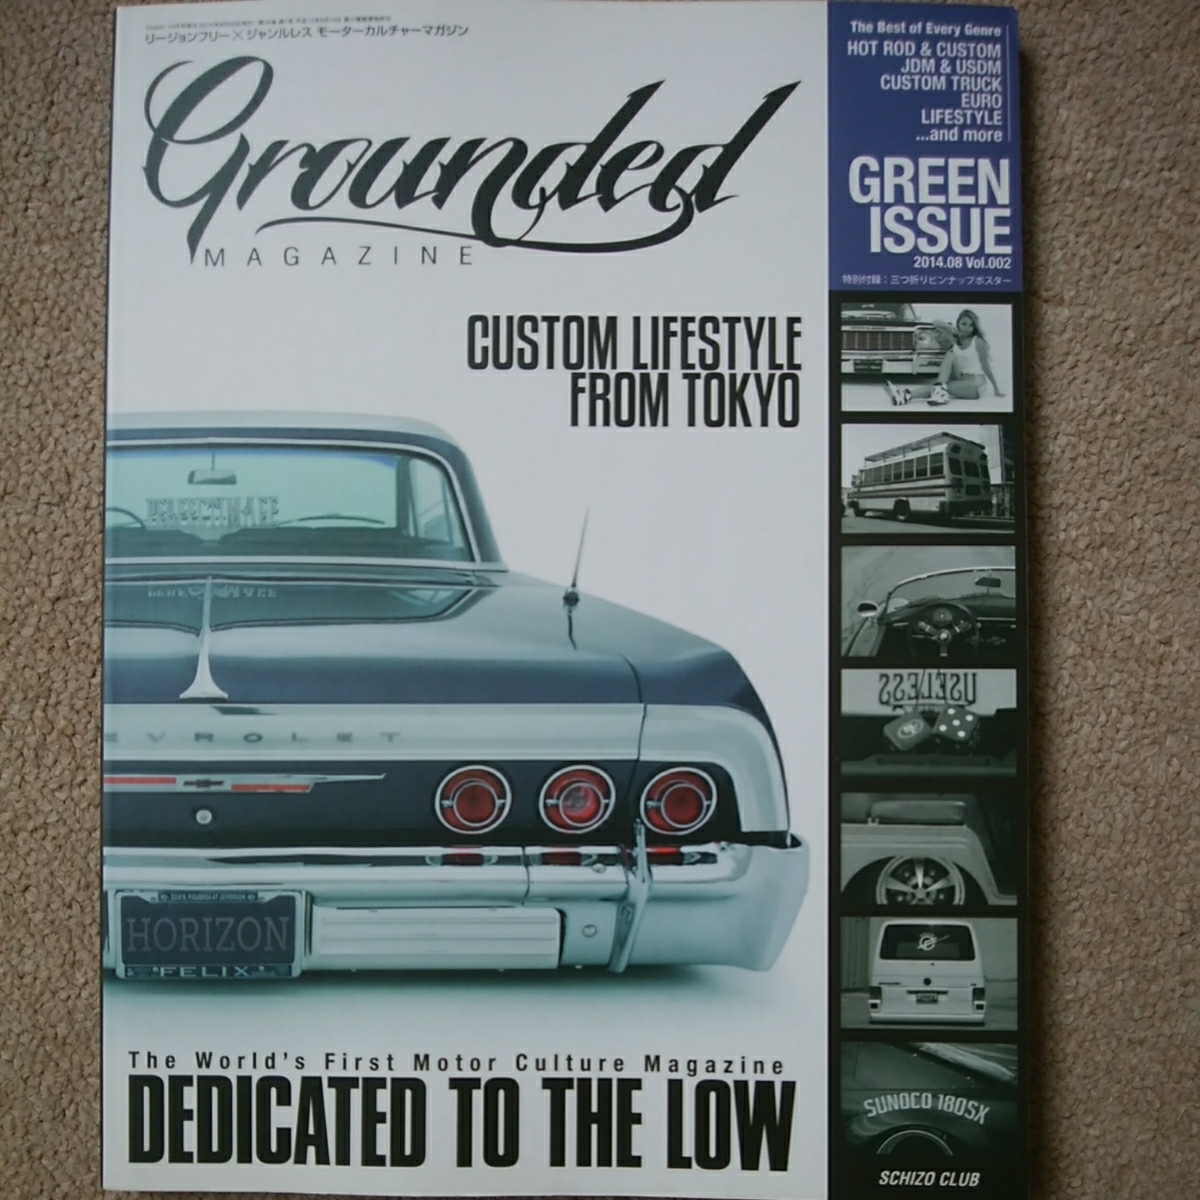 リージョンフリー×ジャンルレス モーターカルチャーマガジン
Grounded
MAGAZINE
CUSTOM LIFESTYLE
FROM TOKYO
The Best of Every Genre
HOT ROD & CUSTOM
JDM & USDM
CUSTOM TRUCK
EURO
LIFESTYLE
...and more
GREEN
ISSUE
2014.08 Vol.002
特別付録：三つ折りピンナップポスター
EVROLET
HORIZON
FELIX
USELESS
SUNOCO 180SX
SCHIZO CLUB
The World's First Motor Culture Magazine
DEDICATED TO THE LOW